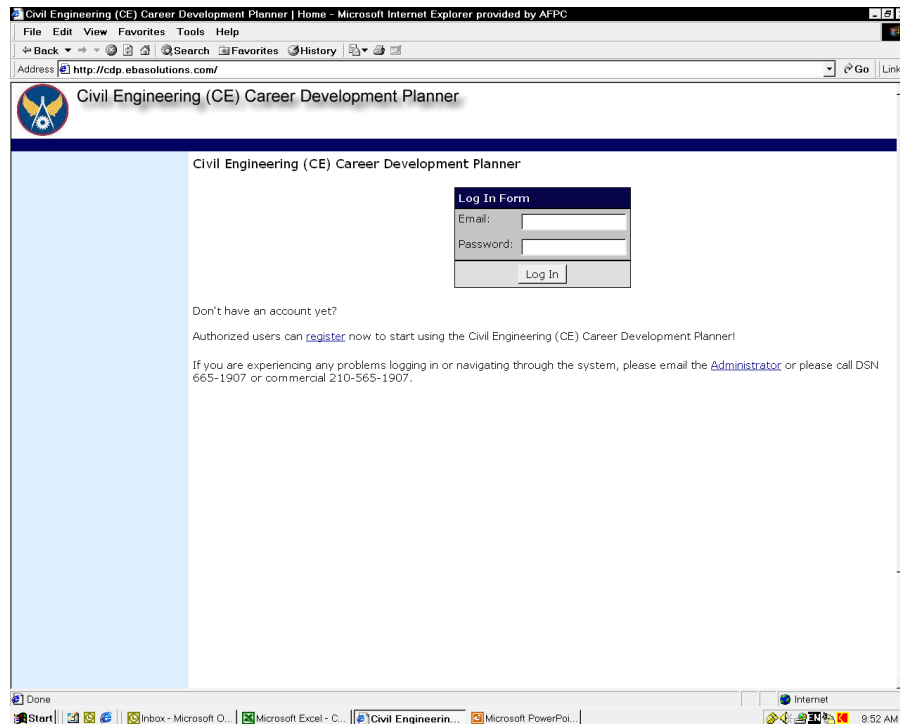 Civil Engineering (CE) Career Development Planner | Home - Microsoft Internet Explorer provided by AFPC
File Edit View Favorites Tools Help
Back Search Favorites History
Address http://cdp.ebasolutions.com/ Go Link
Civil Engineering (CE) Career Development Planner
Civil Engineering (CE) Career Development Planner
Log In Form
Email:
Password:
Log In
Don't have an account yet?
Authorized users can register now to start using the Civil Engineering (CE) Career Development Planner!
If you are experiencing any problems logging in or navigating through the system, please email the Administrator or please call DSN
665-1907 or commercial 210-565-1907.
Done Internet
Start Inbox - Microsoft O... Microsoft Excel - C... Civil Engineerin... Microsoft PowerPoi... EN 9:52 AM